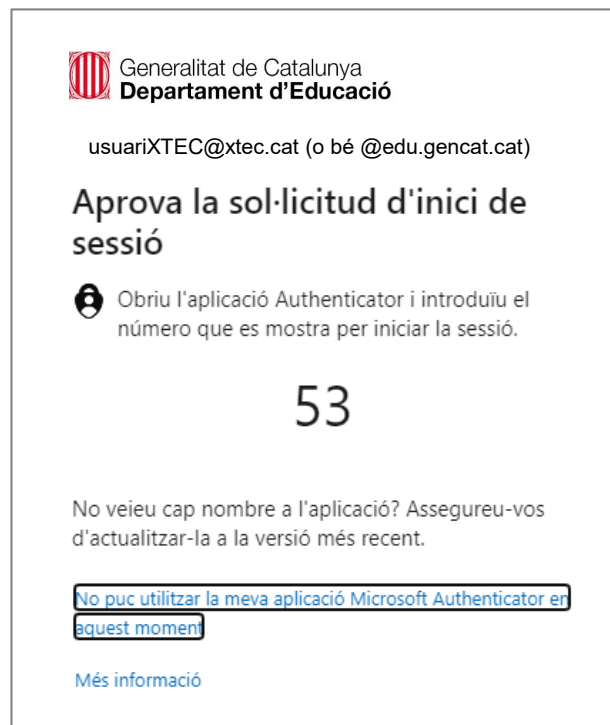 Generalitat de Catalunya
Departament d'Educació
usuariXTEC@xtec.cat (o bé @edu.gencat.cat)
Aprova la sol·licitud d'inici de
sessió
Obriu l'aplicació Authenticator i introduïu el
número que es mostra per iniciar la sessió.
53
No veieu cap nombre a l'aplicació? Assegureu-vos
d'actualitzar-la a la versió més recent.
No puc utilitzar la meva aplicació Microsoft Authenticator en
aquest moment
Més informació